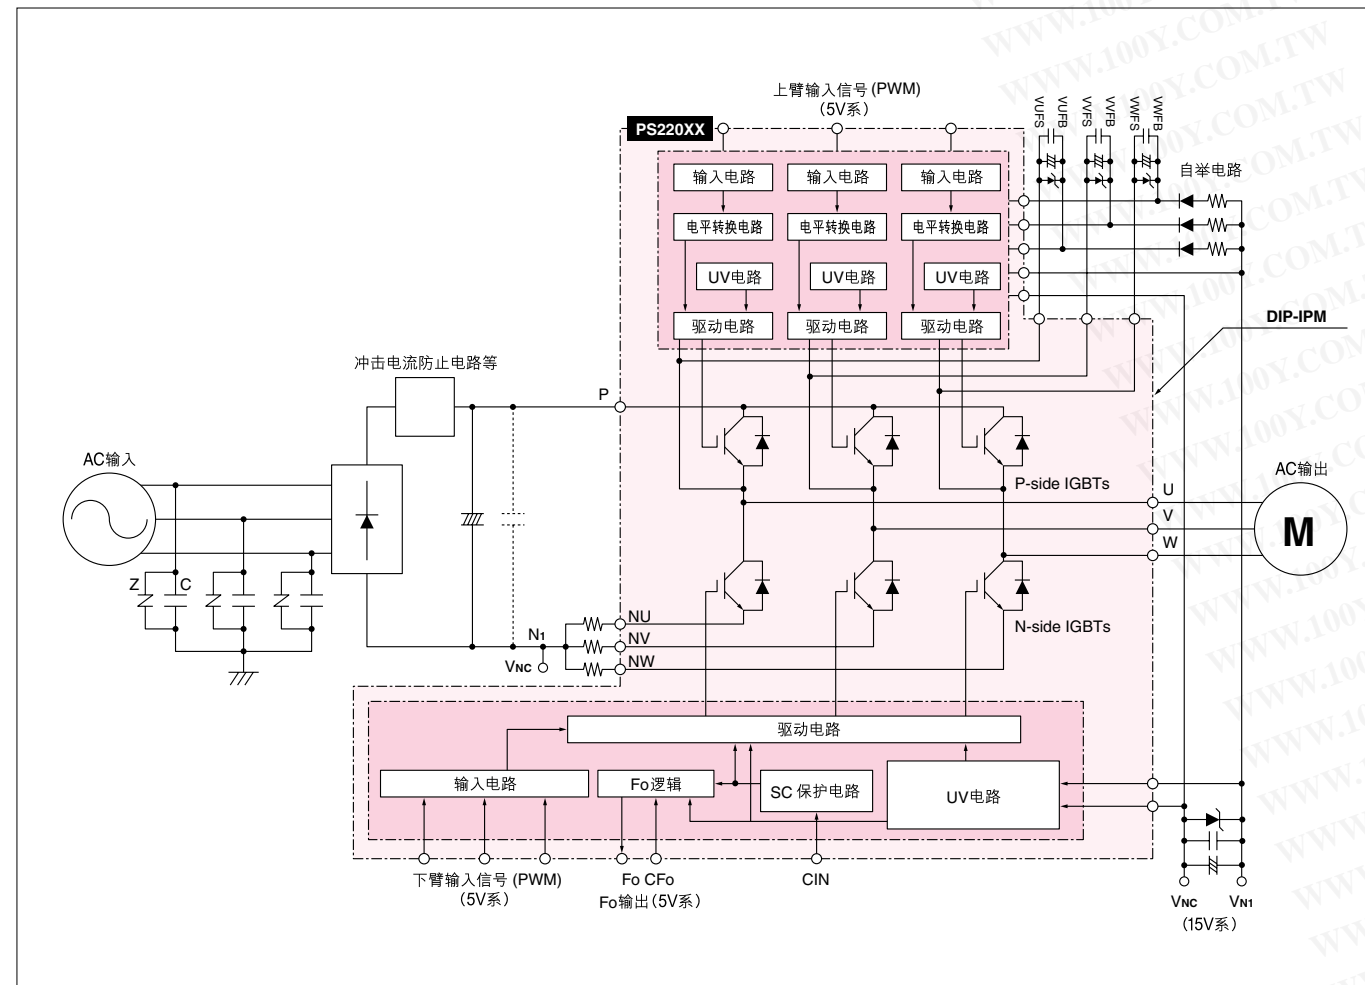 上臂输入信号(PWM)
(5V系)
PS220XX
VUFS
VUFB
VVFS
VVFB
VWFS
VWFB
自举电路
输入电路 输入电路 输入电路
电平转换电路 电平转换电路 电平转换电路
UV电路 UV电路 UV电路
驱动电路 驱动电路 驱动电路
DIP-IPM
冲击电流防止电路等
P
AC输入
AC输出
P-side IGBTs
U
V
W
M
Z C
N1
VNC
NU
NV
NW
N-side IGBTs
驱动电路
输入电路
Fo逻辑
SC 保护电路
UV电路
下臂输入信号(PWM)
(5V系)
Fo CFo
Fo输出(5V系)
CIN
VNC VN1
(15V系)
WWW.100Y.COM.TW